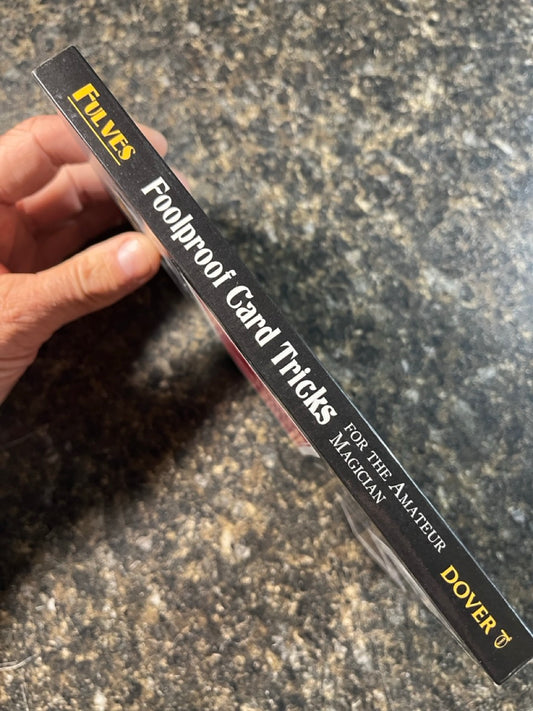 FULVES
Foolproof Card Tricks
FOR THE AMATEUR
MAGICIAN
DOVER